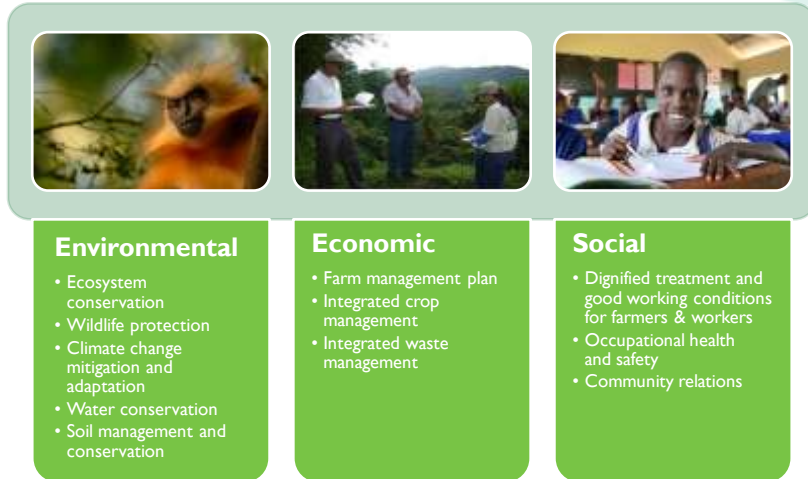 Environmental
• Ecosystem
conservation
• Wildlife protection
• Climate change
mitigation and
adaptation
• Water conservation
• Soil management and
conservation
Economic
• Farm management plan
• Integrated crop
management
• Integrated waste
management
Social
• Dignified treatment and
good working conditions
for farmers & workers
• Occupational health
and safety
• Community relations